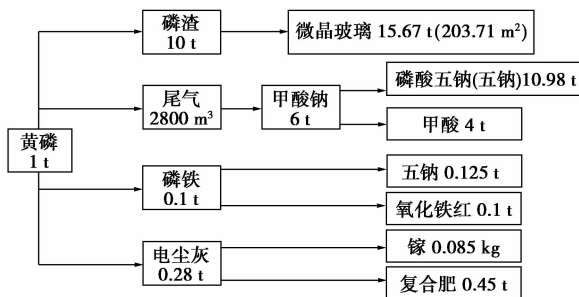 黄磷
1 t
磷渣
10 t
微晶玻璃 15.67 t(203.71 m²)
尾气
2800 m³
甲酸钠
6 t
磷酸五钠(五钠)10.98 t
甲酸 4 t
磷铁
0.1 t
五钠 0.125 t
氧化铁红 0.1 t
电尘灰
0.28 t
镓 0.085 kg
复合肥 0.45 t